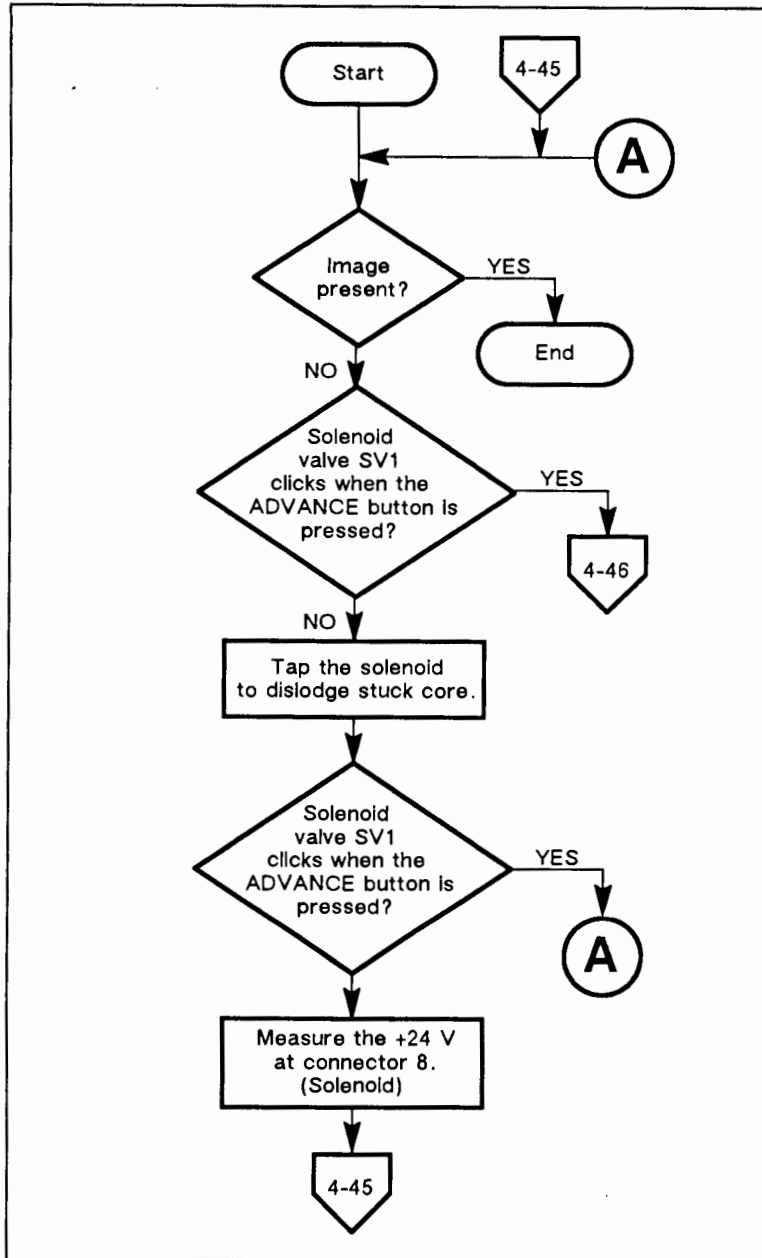 Start
4-45
A
Image
present?
YES
End
NO
Solenoid
valve SV1
clicks when the
ADVANCE button is
pressed?
YES
4-46
NO
Tap the solenoid
to dislodge stuck core.
Solenoid
valve SV1
clicks when the
ADVANCE button is
pressed?
YES
A
Measure the +24 V
at connector 8.
(Solenoid)
4-45